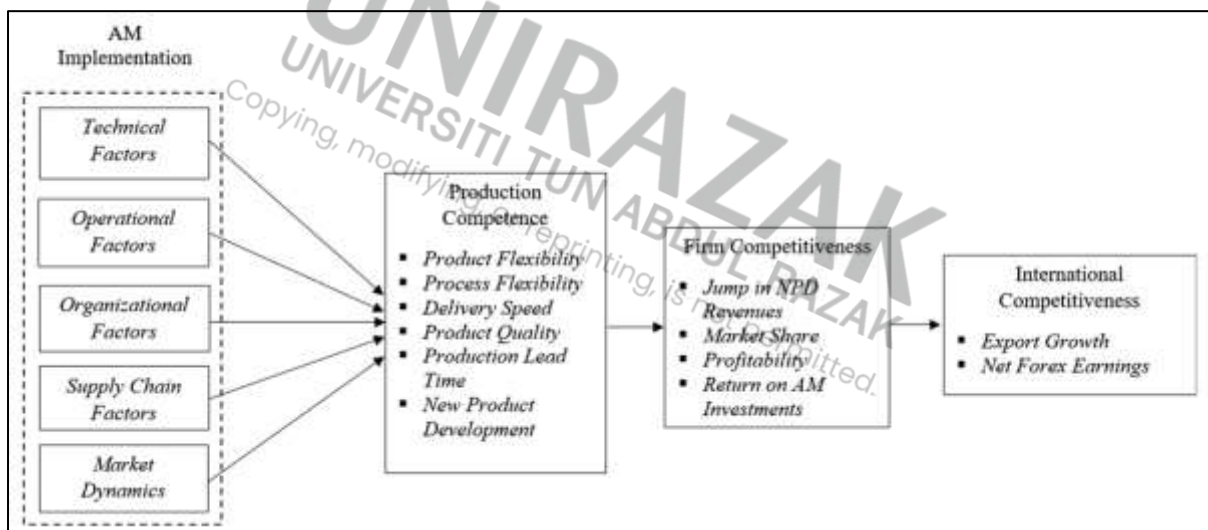 AM
Implementation
Technical
Factors
Operational
Factors
Organizational
Factors
Supply Chain
Factors
Market
Dynamics
Production
Competence
▪ Product Flexibility
▪ Process Flexibility
▪ Delivery Speed
▪ Product Quality
▪ Production Lead
Time
▪ New Product
Development
Firm Competitiveness
▪ Jump in NPD
Revenues
▪ Market Share
▪ Profitability
▪ Return on AM
Investments
International
Competitiveness
▪ Export Growth
▪ Net Forex Earnings
UNIRAZAK
UNIVERSITI TUN ABDUL RAZAK
Copying, modifying, or reprinting, is not permitted.